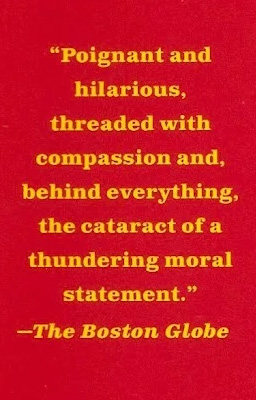 “Poignant and
hilarious,
threaded with
compassion and,
behind everything,
the cataract of a
thundering moral
statement.”
—The Boston Globe